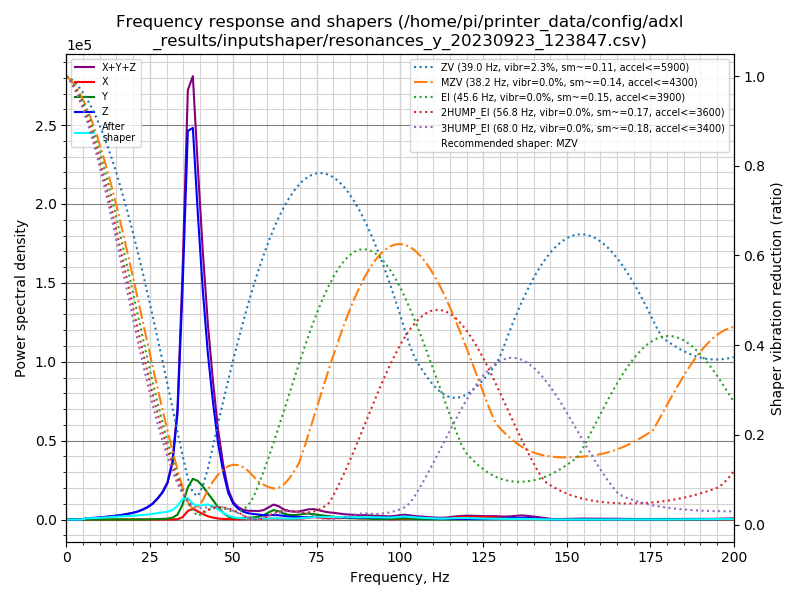 Frequency response and shapers (/home/pi/printer_data/config/adxl
_results/inputshaper/resonances_y_20230923_123847.csv)
1e5
X+Y+Z
X
Y
Z
After
shaper
ZV (39.0 Hz, vibr=2.3%, sm~=0.11, accel<=5900)
MZV (38.2 Hz, vibr=0.0%, sm~=0.14, accel<=4300)
EI (45.6 Hz, vibr=0.0%, sm~=0.15, accel<=3900)
2HUMP_EI (56.8 Hz, vibr=0.0%, sm~=0.17, accel<=3600)
3HUMP_EI (68.0 Hz, vibr=0.0%, sm~=0.18, accel<=3400)
Recommended shaper: MZV
Power spectral density
2.5
2.0
1.5
1.0
0.5
0.0
1.0
0.8
0.6
0.4
0.2
0.0
Shaper vibration reduction (ratio)
0 25 50 75 100 125 150 175 200
Frequency, Hz